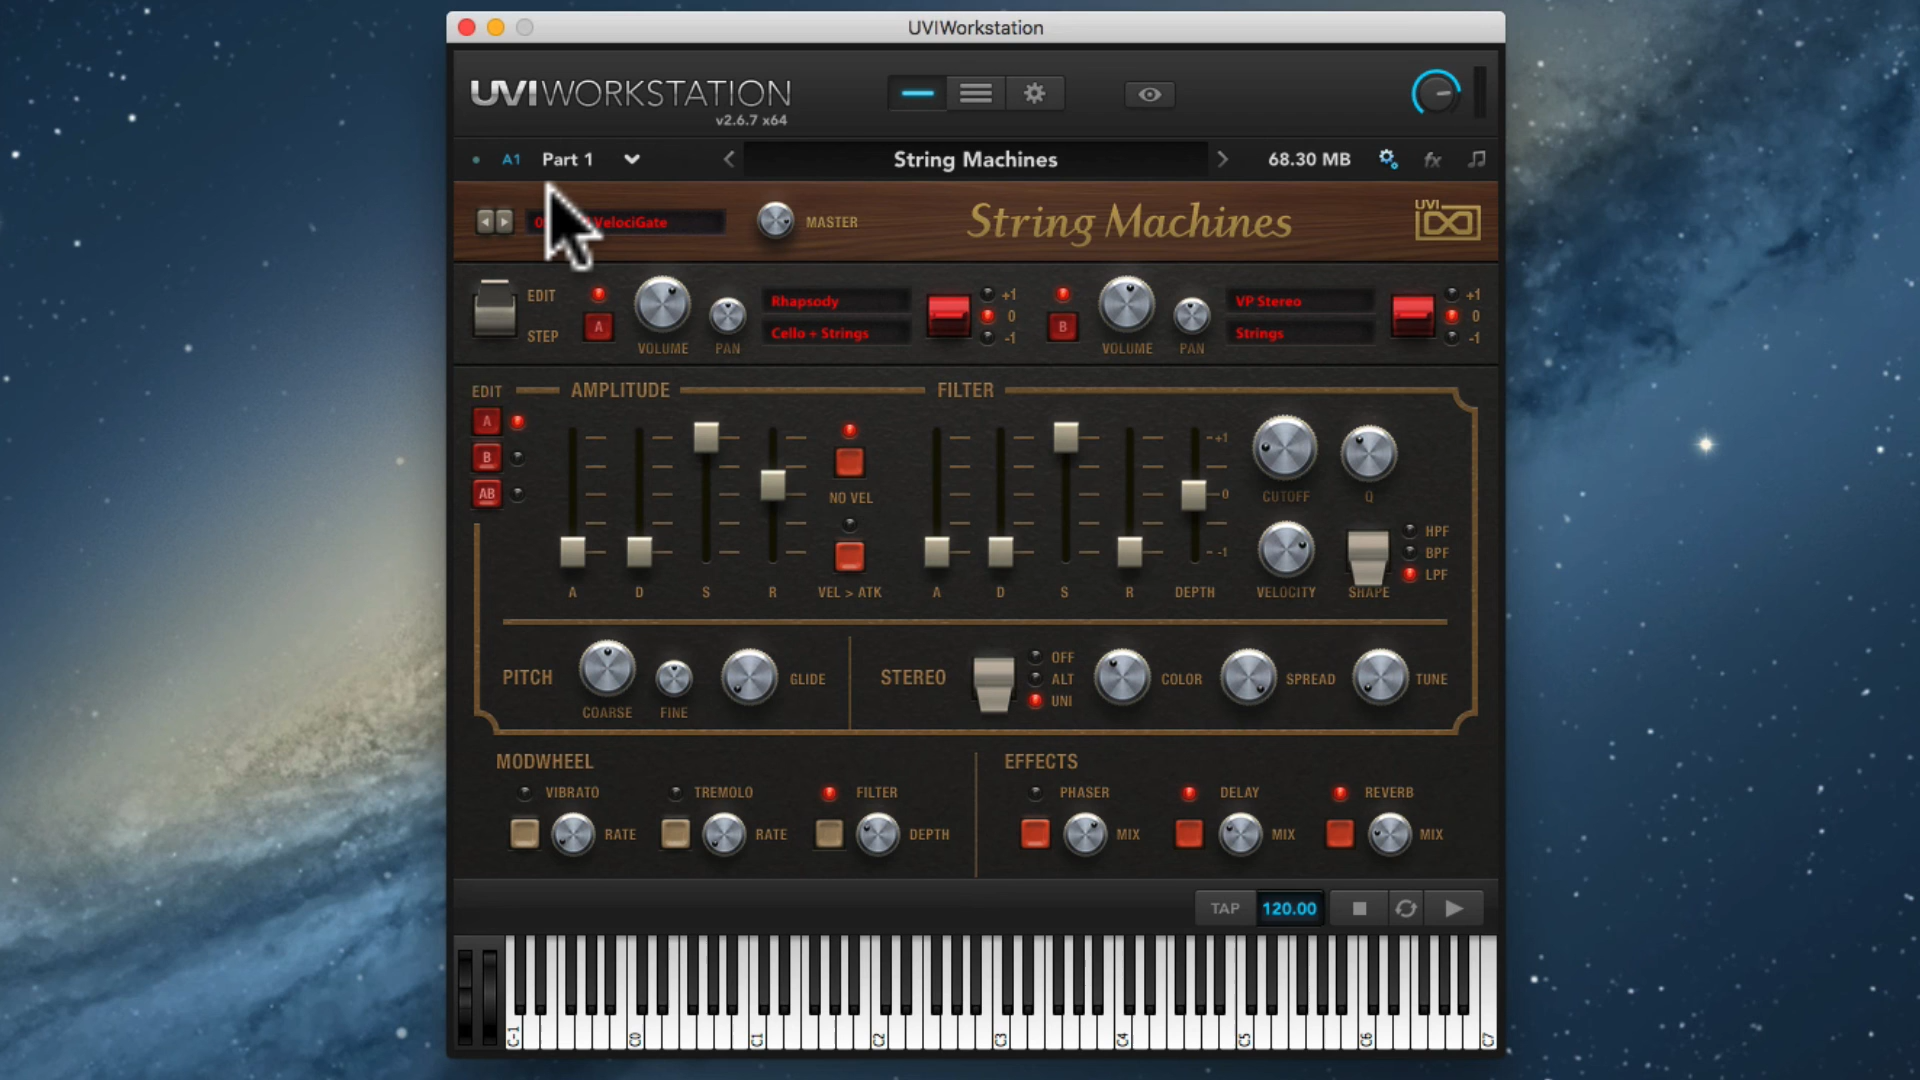 UVIWorkstation
UVIWORKSTATION
v2.6.7 x64
A1 Part 1 String Machines 68.30 MB fx
VelociGate MASTER String Machines UVI
EDIT
STEP
A VOLUME PAN Rhapsody
Cello + Strings
+1
0
-1
B VOLUME PAN VP Stereo
Strings
+1
0
-1
EDIT AMPLITUDE FILTER
A
B
AB
NO VEL
A D S R VEL > ATK
+1
0
-1
A D S R DEPTH
CUTOFF Q
VELOCITY SHAPE
HPF
BPF
LPF
PITCH COARSE FINE GLIDE
STEREO OFF
ALT
UNI
COLOR SPREAD TUNE
MODWHEEL
VIBRATO TREMOLO FILTER
RATE RATE DEPTH
EFFECTS
PHASER DELAY REVERB
MIX MIX MIX
TAP 120.00
C-1 C0 C1 C2 C3 C4 C5 C6 C7